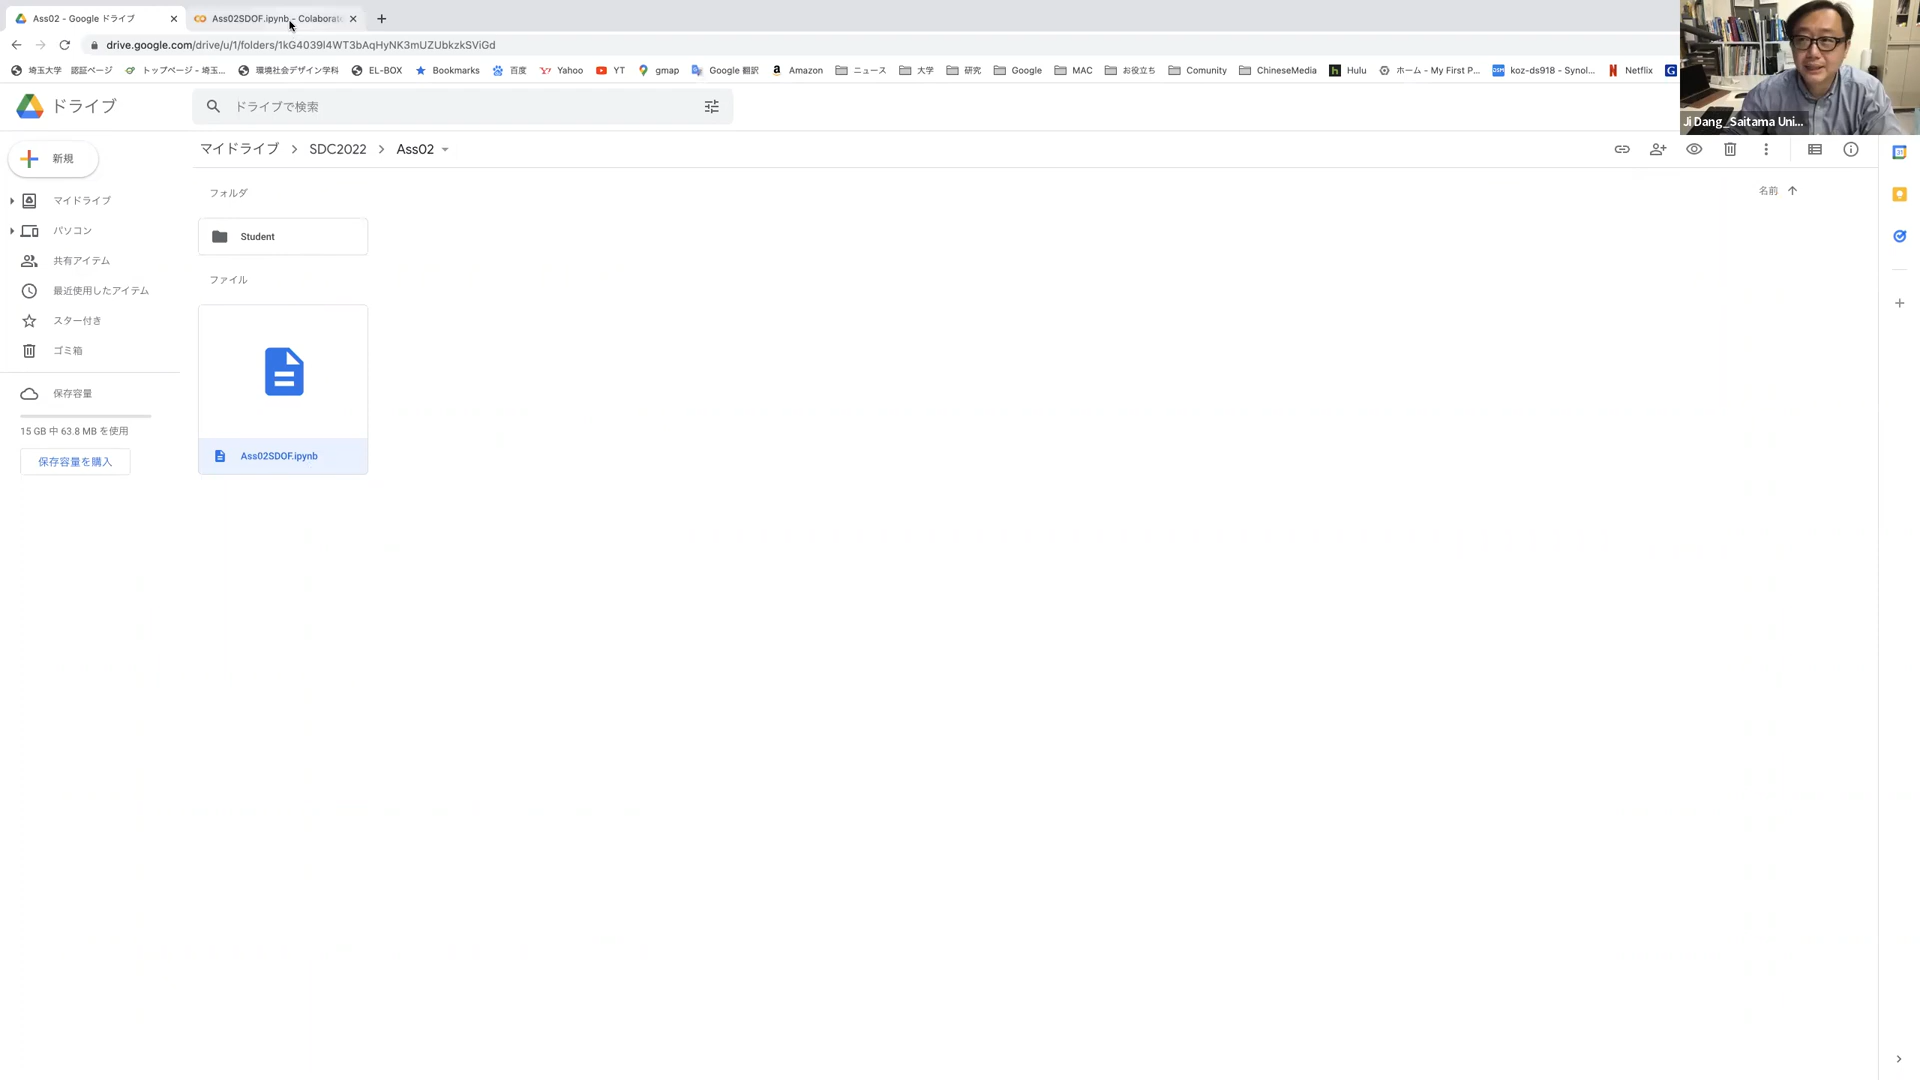 Ass02 - Google ドライブ
Ass02SDOF.ipynb - Colaborat
drive.google.com/drive/u/1/folders/1kG4039I4WT3bAqHyNK3mUZUbkzkSViGd
埼玉大学 認証ページ トップページ - 埼玉... 環境社会デザイン学科 EL-BOX Bookmarks 百度 Yahoo YT gmap Google 翻訳 Amazon ニュース 大学 研究 Google MAC お役立ち Comunity ChineseMedia Hulu ホーム - My First P... koz-ds918 - Synol... Netflix
Ji Dang_Saitama Uni...
ドライブ
ドライブで検索
新規
マイドライブ SDC2022 Ass02
マイドライブ
パソコン
共有アイテム
最近使用したアイテム
スター付き
ゴミ箱
保存容量
15 GB 中 63.8 MB を使用
保存容量を購入
フォルダ
名前
Student
ファイル
Ass02SDOF.ipynb